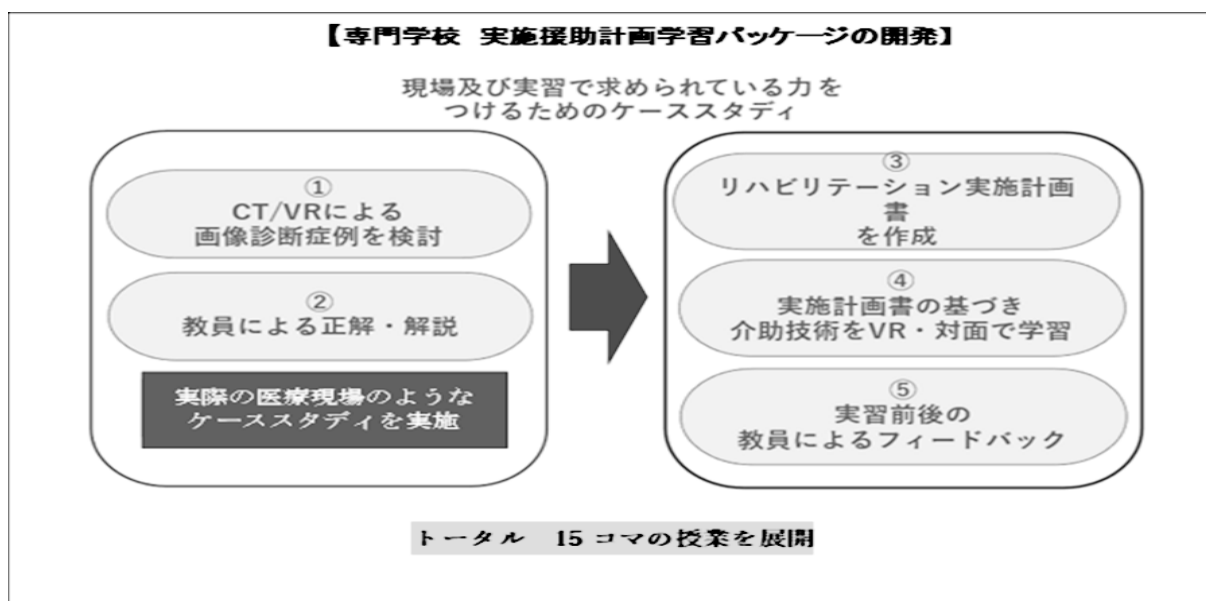 【専門学校 実施援助計画学習パッケージの開発】
現場及び実習で求められている力を
つけるためのケーススタディ
①
CT/VRによる
画像診断症例を検討
②
教員による正解・解説
実際の医療現場のような
ケーススタディを実施
③
リハビリテーション実施計画
書
を作成
④
実施計画書の基づき
介助技術をVR・対面で学習
⑤
実習前後の
教員によるフィードバック
トータル 15コマの授業を展開